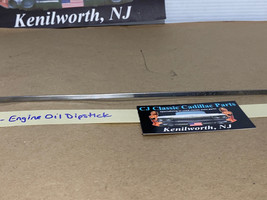 Kenilworth, NJ
- Engine Oil Dipstick
CJ Classic Cadillac Parts
Kenilworth, NJ